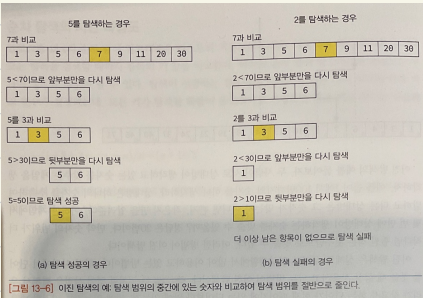 5를 탐색하는 경우
7과 비교
1 3 5 6 7 9 11 20 30
5<7이므로 앞부분만을 다시 탐색
1 3 5 6
5를 3과 비교
1 3 5 6
5>3이므로 뒷부분만을 다시 탐색
5 6
5=5이므로 탐색 성공
5 6
(a) 탐색 성공의 경우
2를 탐색하는 경우
7과 비교
1 3 5 6 7 9 11 20 30
2<7이므로 앞부분만을 다시 탐색
1 3 5 6
2를 3과 비교
1 3 5 6
2<3이므로 앞부분만을 다시 탐색
1
2>1이므로 뒷부분만을 다시 탐색
1
더 이상 남은 항목이 없으므로 탐색 실패
(b) 탐색 실패의 경우
[그림 13-6] 이진 탐색의 예: 탐색 범위의 중간에 있는 숫자와 비교하여 탐색 범위를 절반으로 줄인다.